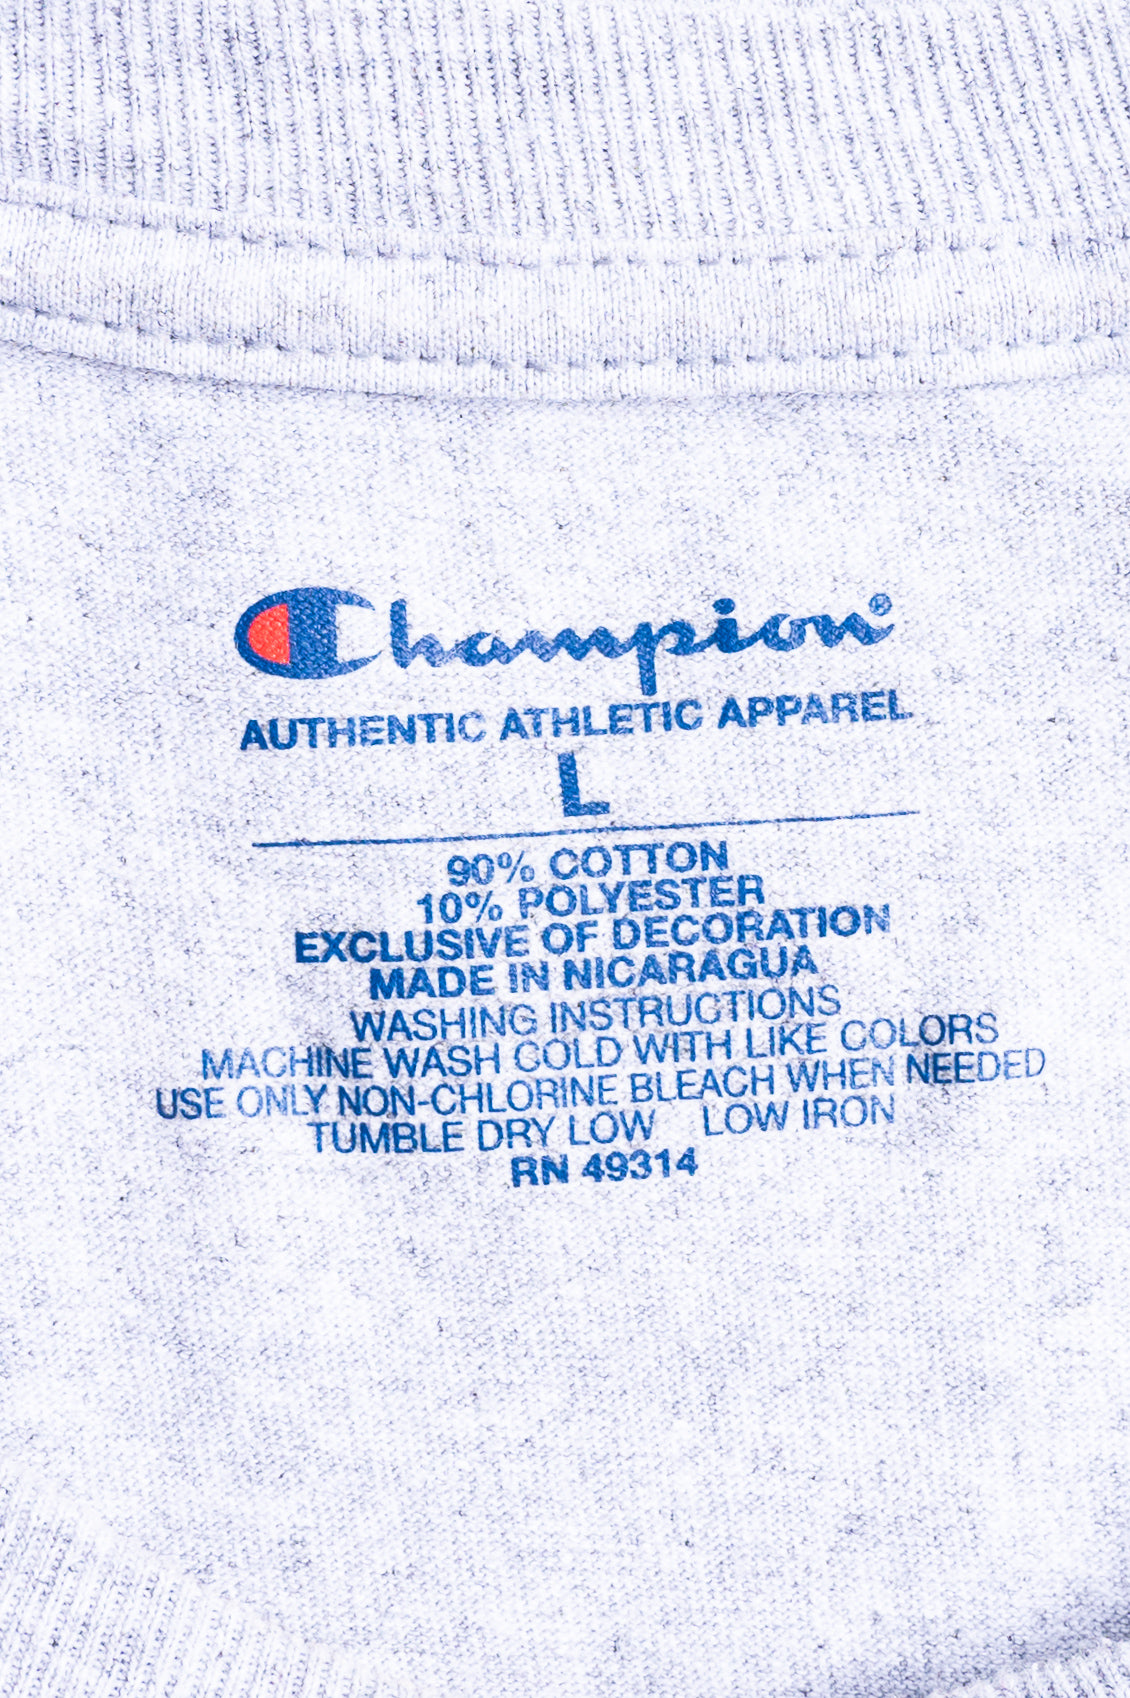 Champion®
AUTHENTIC ATHLETIC APPAREL
L
90% COTTON
10% POLYESTER
EXCLUSIVE OF DECORATION
MADE IN NICARAGUA
WASHING INSTRUCTIONS
MACHINE WASH COLD WITH LIKE COLORS
USE ONLY NON-CHLORINE BLEACH WHEN NEEDED
TUMBLE DRY LOW LOW IRON
RN 49314